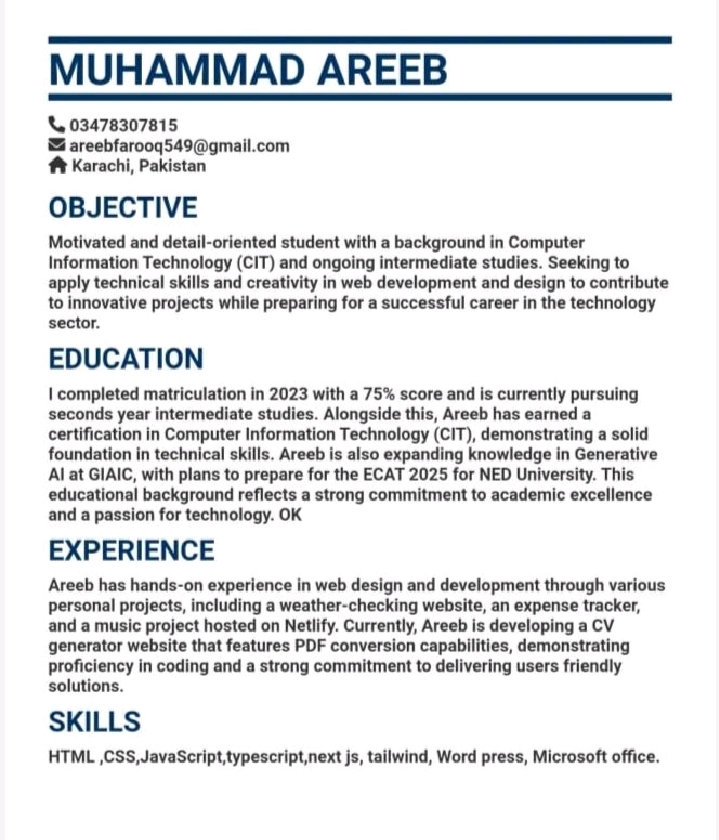 MUHAMMAD AREEB
03478307815
areebfarooq549@gmail.com
Karachi, Pakistan
OBJECTIVE
Motivated and detail-oriented student with a background in Computer
Information Technology (CIT) and ongoing intermediate studies. Seeking to
apply technical skills and creativity in web development and design to contribute
to innovative projects while preparing for a successful career in the technology
sector.
EDUCATION
I completed matriculation in 2023 with a 75% score and is currently pursuing
seconds year intermediate studies. Alongside this, Areeb has earned a
certification in Computer Information Technology (CIT), demonstrating a solid
foundation in technical skills. Areeb is also expanding knowledge in Generative
AI at GIAIC, with plans to prepare for the ECAT 2025 for NED University. This
educational background reflects a strong commitment to academic excellence
and a passion for technology. OK
EXPERIENCE
Areeb has hands-on experience in web design and development through various
personal projects, including a weather-checking website, an expense tracker,
and a music project hosted on Netlify. Currently, Areeb is developing a CV
generator website that features PDF conversion capabilities, demonstrating
proficiency in coding and a strong commitment to delivering users friendly
solutions.
SKILLS
HTML ,CSS,JavaScript,typescript,next js, tailwind, Word press, Microsoft office.